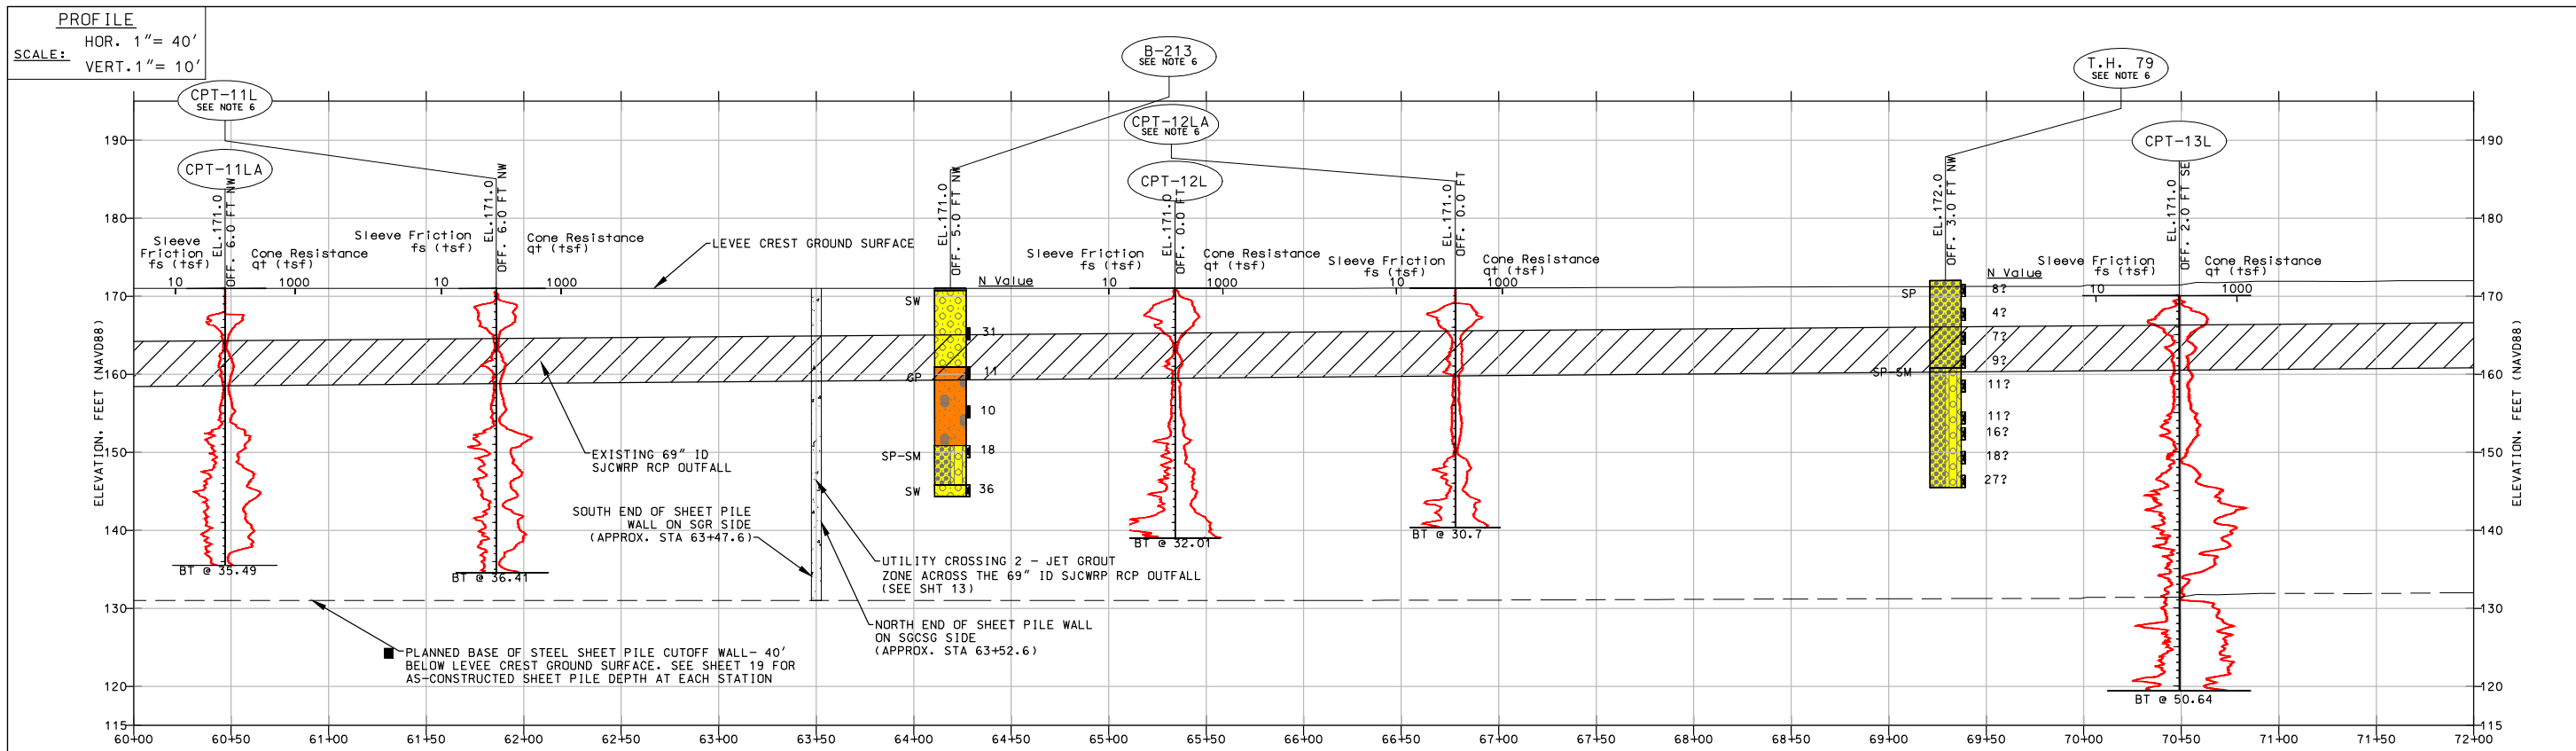 PROFILE
SCALE: HOR. 1"= 40'
VERT.1"= 10'
CPT-11L
SEE NOTE 6
CPT-11LA
B-213
SEE NOTE 6
CPT-12LA
SEE NOTE 6
CPT-12L
T.H. 79
SEE NOTE 6
CPT-13L
EL.171.0
OFF. 6.0 FT NW
EL.171.0
OFF. 6.0 FT NW
EL.171.0
OFF. 5.0 FT NW
EL.171.0
OFF. 0.0 FT
EL.171.0
OFF. 0.0 FT
EL.172.0
OFF. 3.0 FT NW
EL.171.0
OFF. 2.0 FT SE
Sleeve
Friction
fs (tsf)
10
Cone Resistance
qt (tsf)
1000
Sleeve Friction
fs (tsf)
10
Cone Resistance
qt (tsf)
1000
LEVEE CREST GROUND SURFACE
N Value
SW
31
GP
11
10
SP-SM
18
SW
36
Sleeve Friction
fs (tsf)
10
Cone Resistance
qt (tsf)
1000
Sleeve Friction
fs (tsf)
10
Cone Resistance
qt (tsf)
1000
N Value
SP
8?
4?
7?
9?
SP-SM
11?
11?
16?
18?
27?
Sleeve Friction
fs (tsf)
10
Cone Resistance
qt (tsf)
1000
EXISTING 69" ID
SJCWRP RCP OUTFALL
SOUTH END OF SHEET PILE
WALL ON SGR SIDE
(APPROX. STA 63+47.6)
UTILITY CROSSING 2 - JET GROUT
ZONE ACROSS THE 69" ID SJCWRP RCP OUTFALL
(SEE SHT 13)
NORTH END OF SHEET PILE WALL
ON SGCSG SIDE
(APPROX. STA 63+52.6)
PLANNED BASE OF STEEL SHEET PILE CUTOFF WALL- 40'
BELOW LEVEE CREST GROUND SURFACE. SEE SHEET 19 FOR
AS-CONSTRUCTED SHEET PILE DEPTH AT EACH STATION
BT @ 35.49
BT @ 36.41
BT @ 32.01
BT @ 30.7
BT @ 50.64
ELEVATION, FEET (NAVD88)
190
180
170
160
150
140
130
120
115
ELEVATION, FEET (NAVD88)
190
180
170
160
150
140
130
120
115
60+00 60+50 61+00 61+50 62+00 62+50 63+00 63+50 64+00 64+50 65+00 65+50 66+00 66+50 67+00 67+50 68+00 68+50 69+00 69+50 70+00 70+50 71+00 71+50 72+00